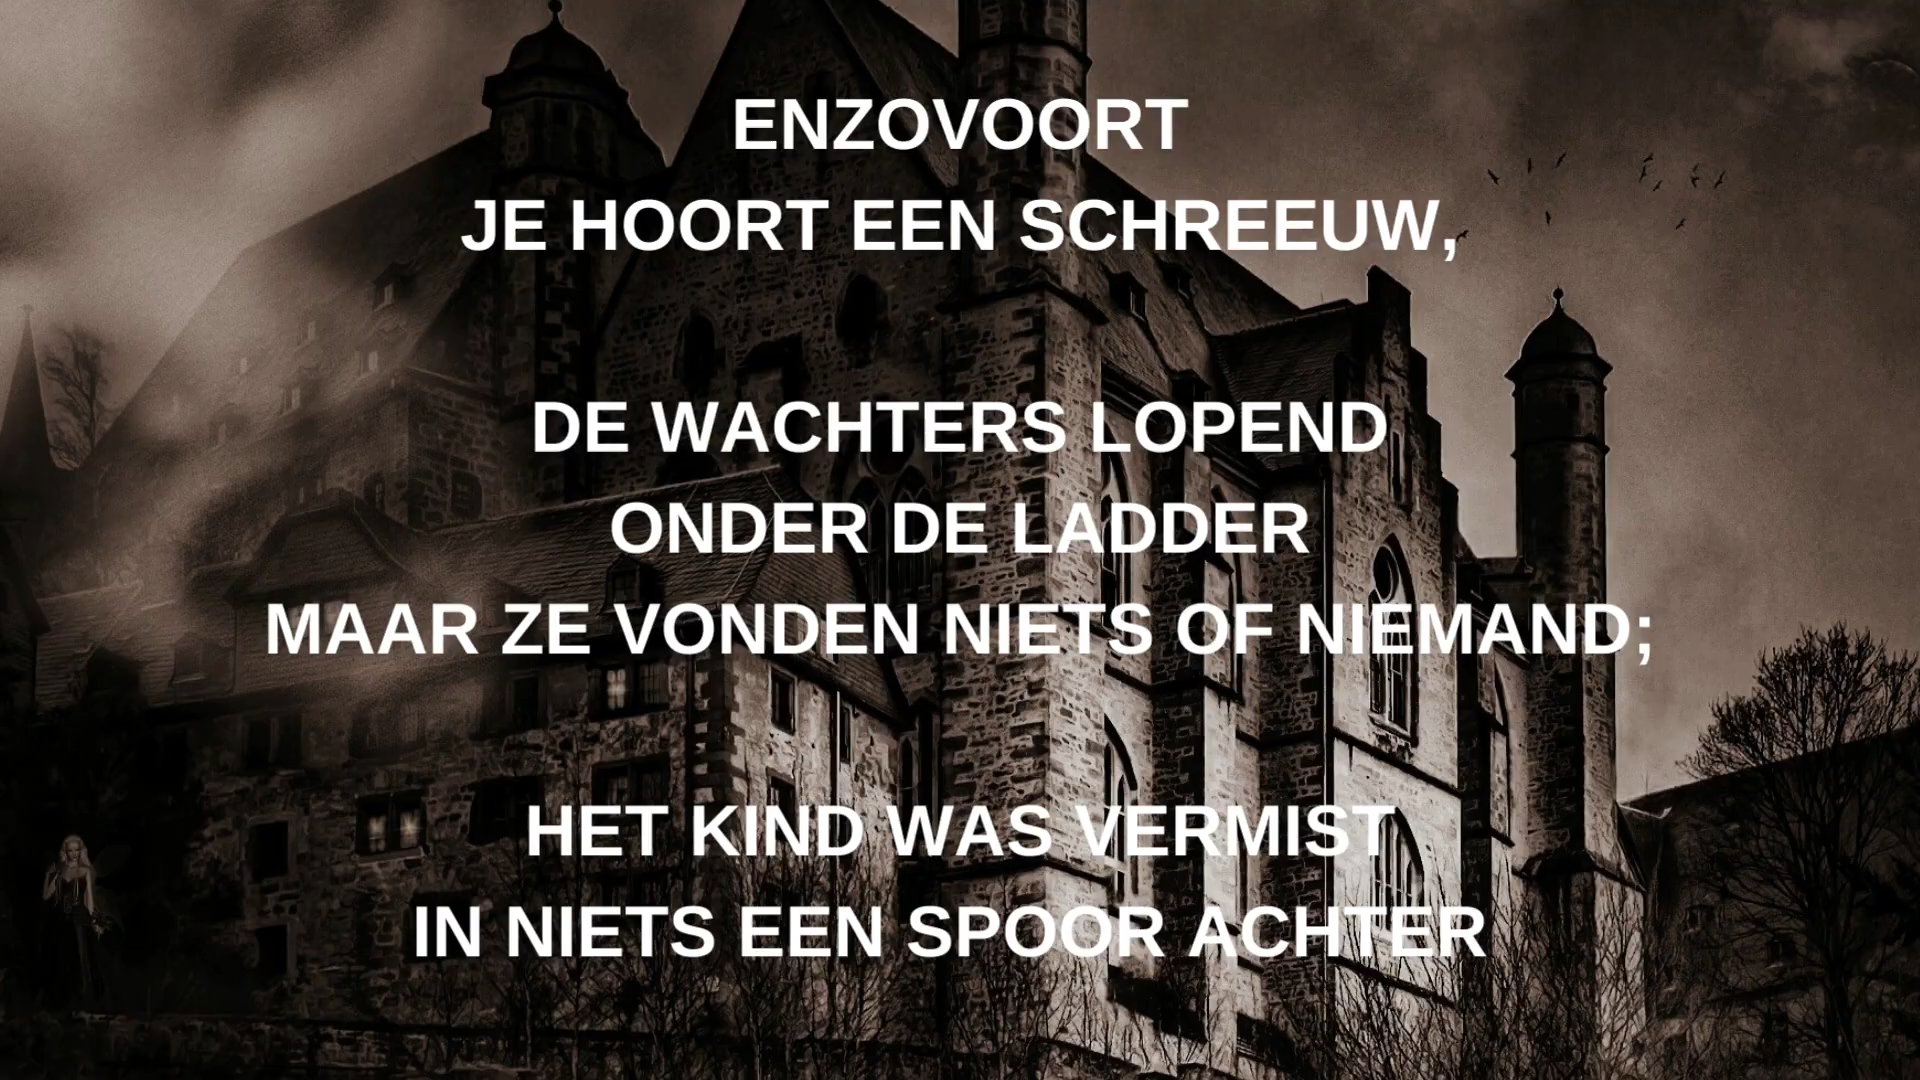 ENZOVOORT
JE HOORT EEN SCHREEUW,
DE WACHTERS LOPEND
ONDER DE LADDER
MAAR ZE VONDEN NIETS OF NIEMAND;
HET KIND WAS VERMIST
IN NIETS EEN SPOOR ACHTER